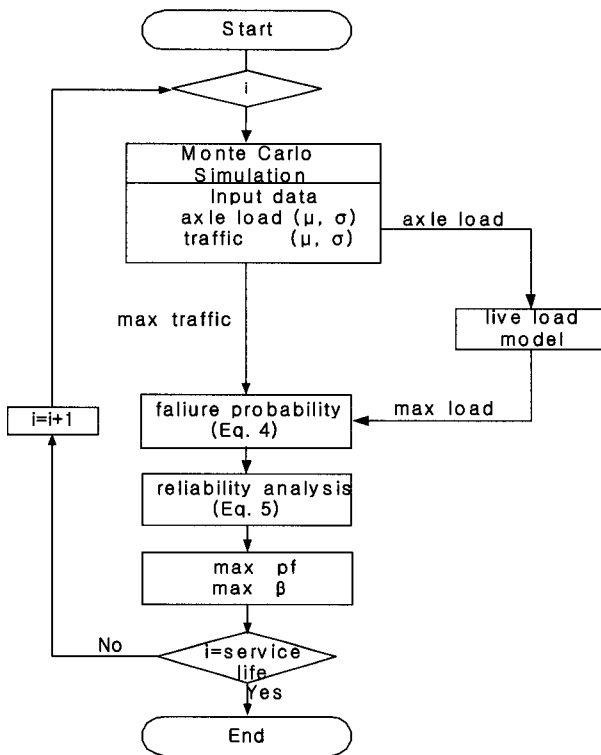 Start
i
Monte Carlo
Simulation
Input data
axle load (μ, σ)
traffic (μ, σ)
axle load
max traffic
live load
model
i=i+1
faliure probability
(Eq. 4)
max load
reliability analysis
(Eq. 5)
max pf
max β
No
i=service
life
Yes
End